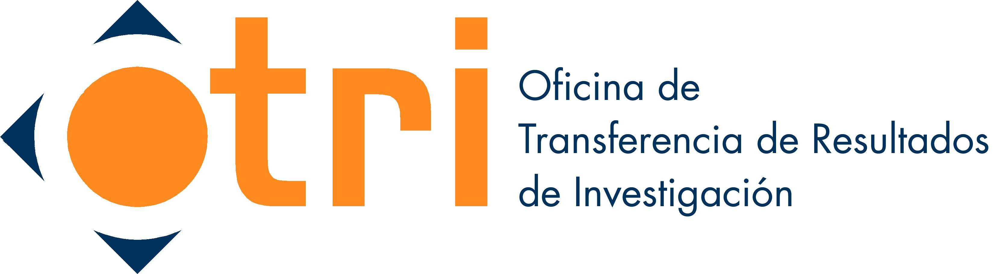 otri
Oficina de
Transferencia de Resultados
de Investigación